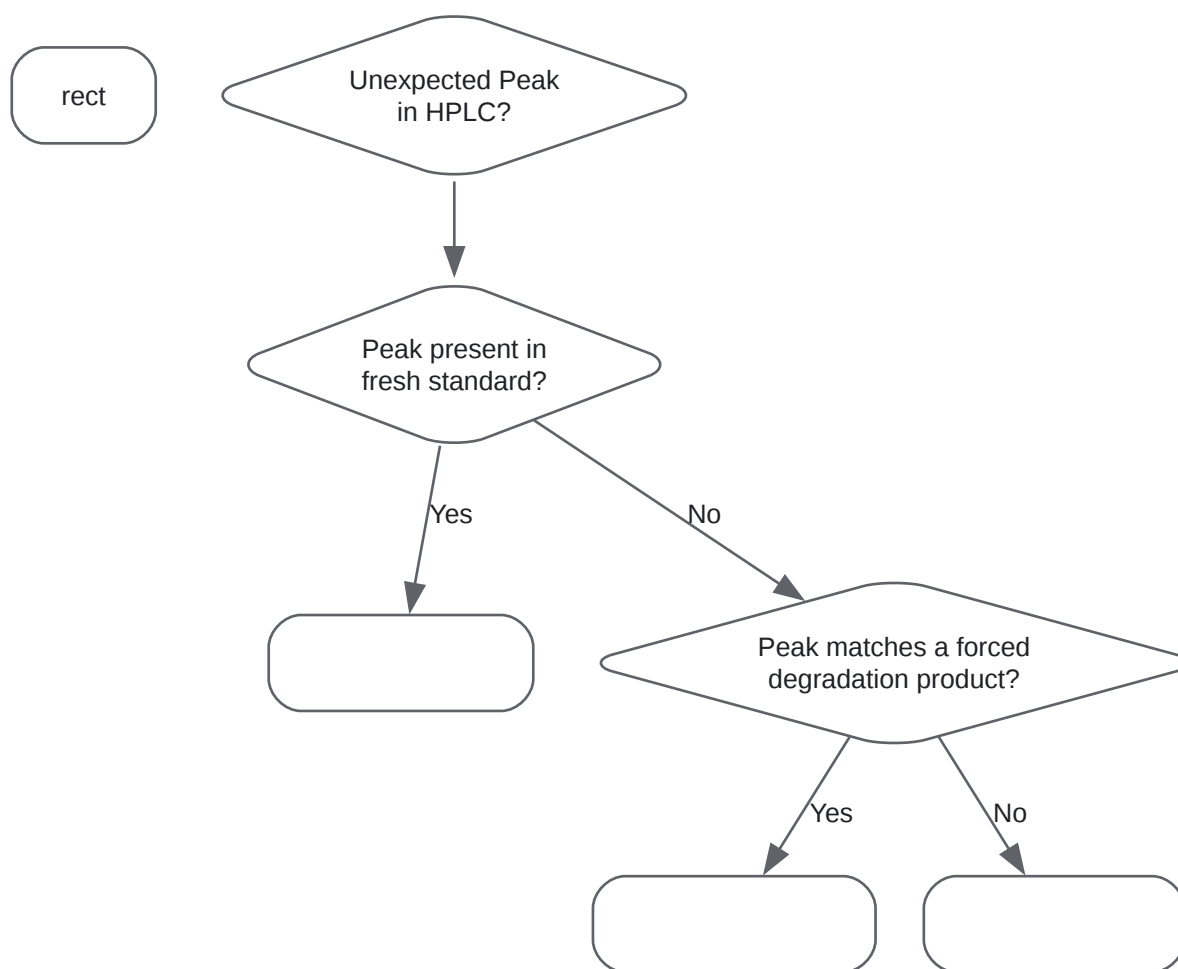 rect
Unexpected Peak
in HPLC?
Peak present in
fresh standard?
Yes
No
Peak matches a forced
degradation product?
Yes
No